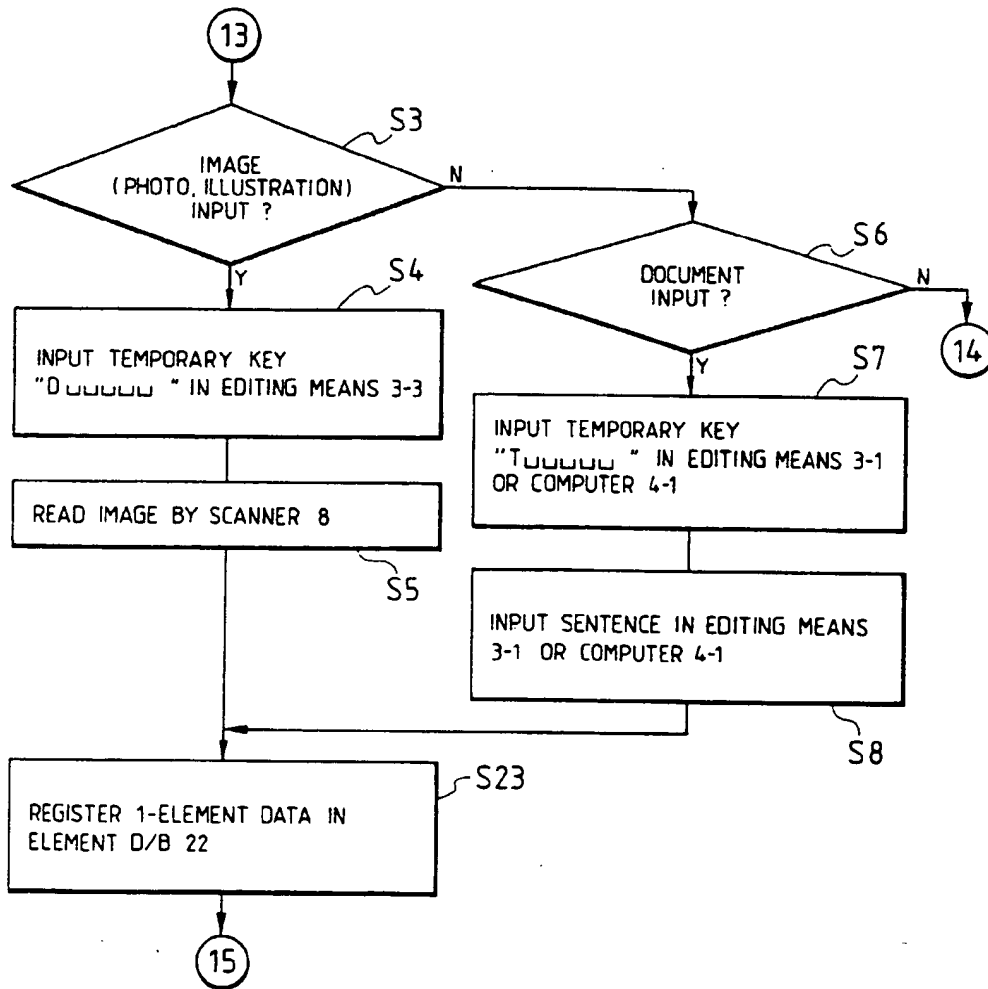 13
S3
IMAGE
(PHOTO, ILLUSTRATION)
INPUT ?
N
Y
S4
INPUT TEMPORARY KEY
"D␣␣␣␣␣ " IN EDITING MEANS 3-3
READ IMAGE BY SCANNER 8
S5
S6
DOCUMENT
INPUT ?
N
14
Y
S7
INPUT TEMPORARY KEY
"T␣␣␣␣␣ " IN EDITING MEANS 3-1
OR COMPUTER 4-1
INPUT SENTENCE IN EDITING MEANS
3-1 OR COMPUTER 4-1
S8
S23
REGISTER 1-ELEMENT DATA IN
ELEMENT D/B 22
15